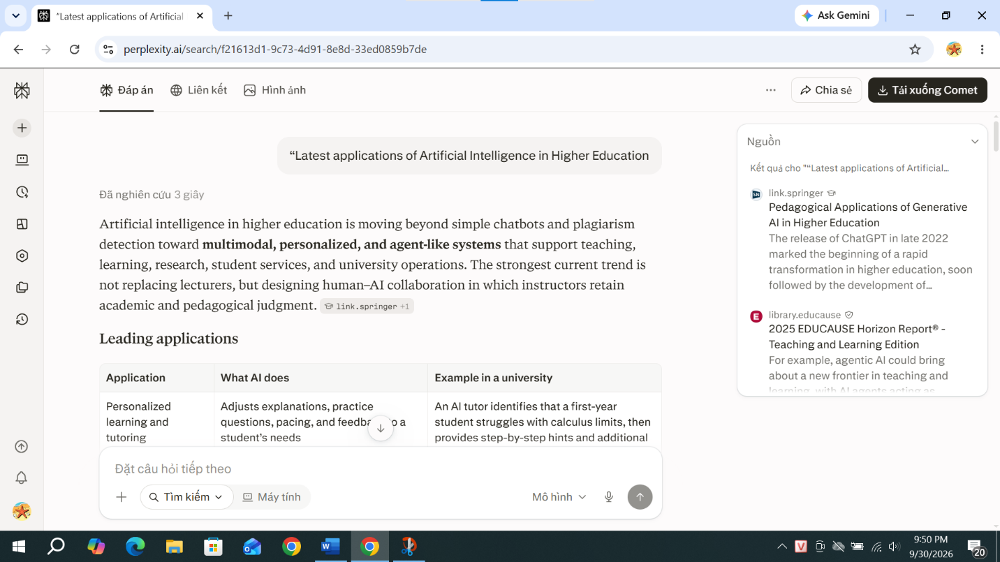 "Latest applications of Artificial
Ask Gemini
perplexity.ai/search/f21613d1-9c73-4d91-8e8d-33ed0859b7de
Đáp án
Liên kết
Hình ảnh
Chia sẻ
Tải xuống Comet
“Latest applications of Artificial Intelligence in Higher Education
Đã nghiên cứu 3 giây
Artificial intelligence in higher education is moving beyond simple chatbots and plagiarism
detection toward multimodal, personalized, and agent-like systems that support teaching,
learning, research, student services, and university operations. The strongest current trend is
not replacing lecturers, but designing human–AI collaboration in which instructors retain
academic and pedagogical judgment. link.springer +1
Leading applications
Application
What AI does
Example in a university
Personalized
learning and
tutoring
Adjusts explanations, practice
questions, pacing, and feedba to a
student’s needs
An AI tutor identifies that a first-year
student struggles with calculus limits, then
provides step-by-step hints and additional
Đặt câu hỏi tiếp theo
Tìm kiếm
Máy tính
Mô hình
Nguồn
Kết quả cho "“Latest applications of Artificial...
SN
link.springer
Pedagogical Applications of Generative
AI in Higher Education
The release of ChatGPT in late 2022
marked the beginning of a rapid
transformation in higher education, soon
followed by the development of...
E
library.educause
2025 EDUCAUSE Horizon Report® -
Teaching and Learning Edition
For example, agentic AI could bring
about a new frontier in teaching and
learning, with AI agents acting as
W
V
9:50 PM
9/30/2026
20